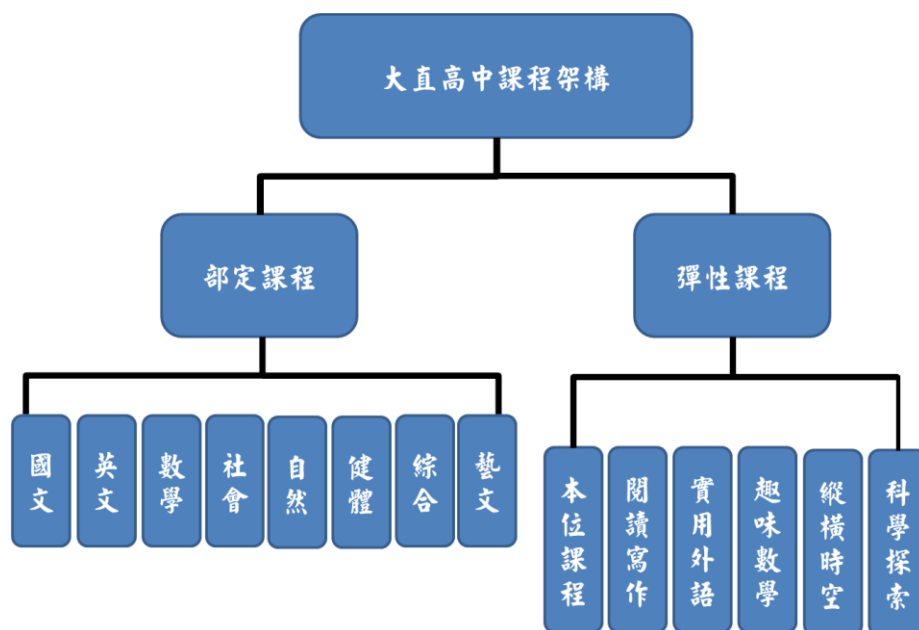 大直高中課程架構
部定課程
彈性課程
國文
英文
數學
社會
自然
健體
綜合
藝文
本位課程
閱讀寫作
實用外語
趣味數學
縱橫時空
科學探索